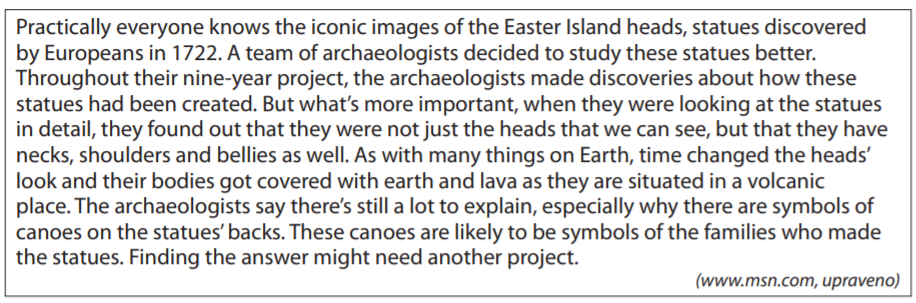 Practically everyone knows the iconic images of the Easter Island heads, statues discovered
by Europeans in 1722. A team of archaeologists decided to study these statues better.
Throughout their nine-year project, the archaeologists made discoveries about how these
statues had been created. But what’s more important, when they were looking at the statues
in detail, they found out that they were not just the heads that we can see, but that they have
necks, shoulders and bellies as well. As with many things on Earth, time changed the heads’
look and their bodies got covered with earth and lava as they are situated in a volcanic
place. The archaeologists say there’s still a lot to explain, especially why there are symbols of
canoes on the statues’ backs. These canoes are likely to be symbols of the families who made
the statues. Finding the answer might need another project.
(www.msn.com, upraveno)